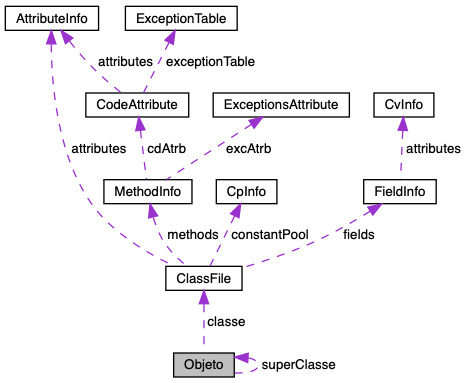 AttributeInfo
ExceptionTable
attributes
exceptionTable
CodeAttribute
ExceptionsAttribute
CvInfo
attributes
cdAtrb
excAtrb
attributes
MethodInfo
CpInfo
FieldInfo
methods
constantPool
fields
ClassFile
classe
Objeto
superClasse